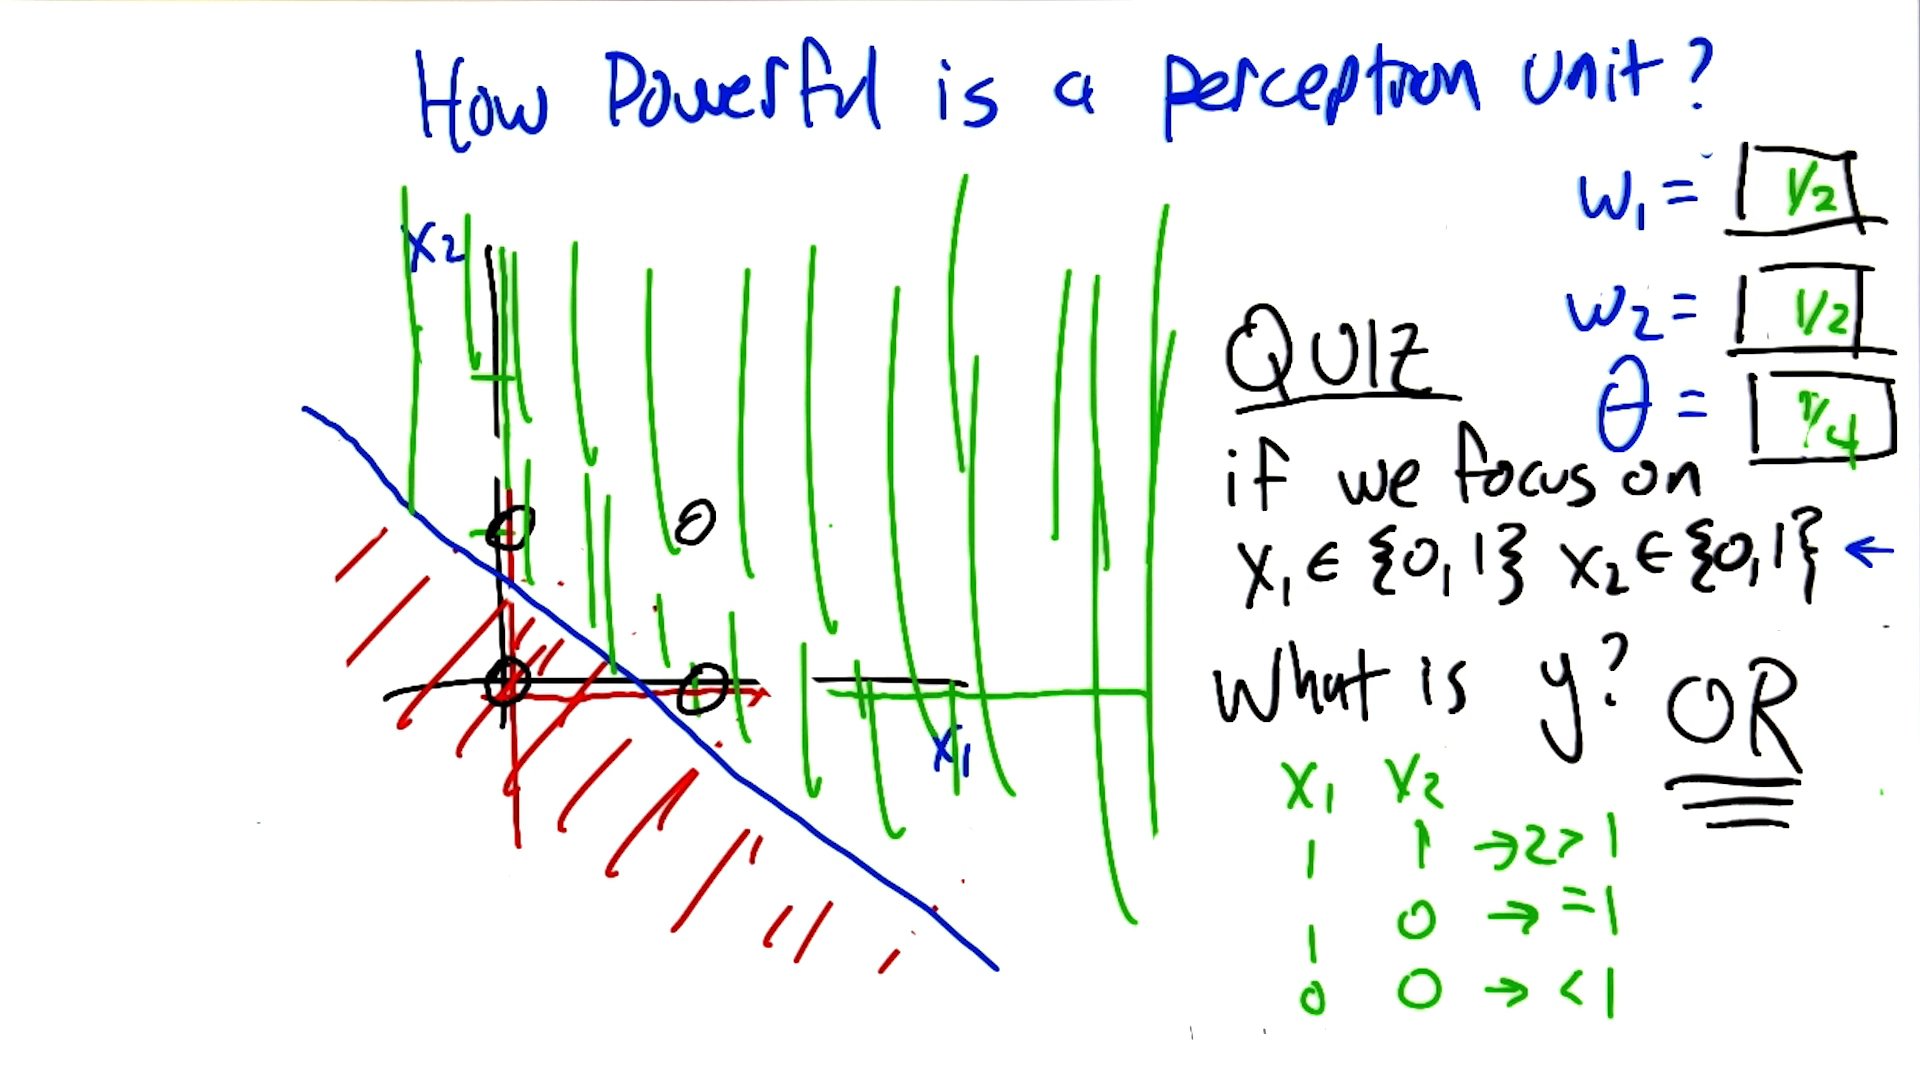 How Powerful is a perceptron unit?
w₁ = 1/2
w₂ = 1/2
θ = 1/4
X₂
X₁
QUIZ
if we focus on
X₁ ∈ {0,1} X₂ ∈ {0,1} ←
What is y? OR
X₁ X₂
1 1 → 2 > 1
1 0 → = 1
0 0 → < 1